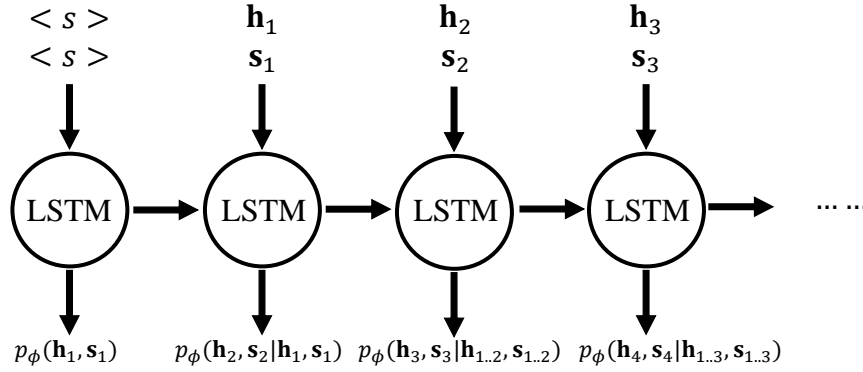 < 𝑠 > 𝐡₁ 𝐡₂ 𝐡₃
< 𝑠 > 𝐬₁ 𝐬₂ 𝐬₃
LSTM LSTM LSTM LSTM ... ...
𝑝_𝜙(𝐡₁, 𝐬₁) 𝑝_𝜙(𝐡₂, 𝐬₂|𝐡₁, 𝐬₁) 𝑝_𝜙(𝐡₃, 𝐬₃|𝐡₁..₂, 𝐬₁..₂) 𝑝_𝜙(𝐡₄, 𝐬₄|𝐡₁..₃, 𝐬₁..₃)